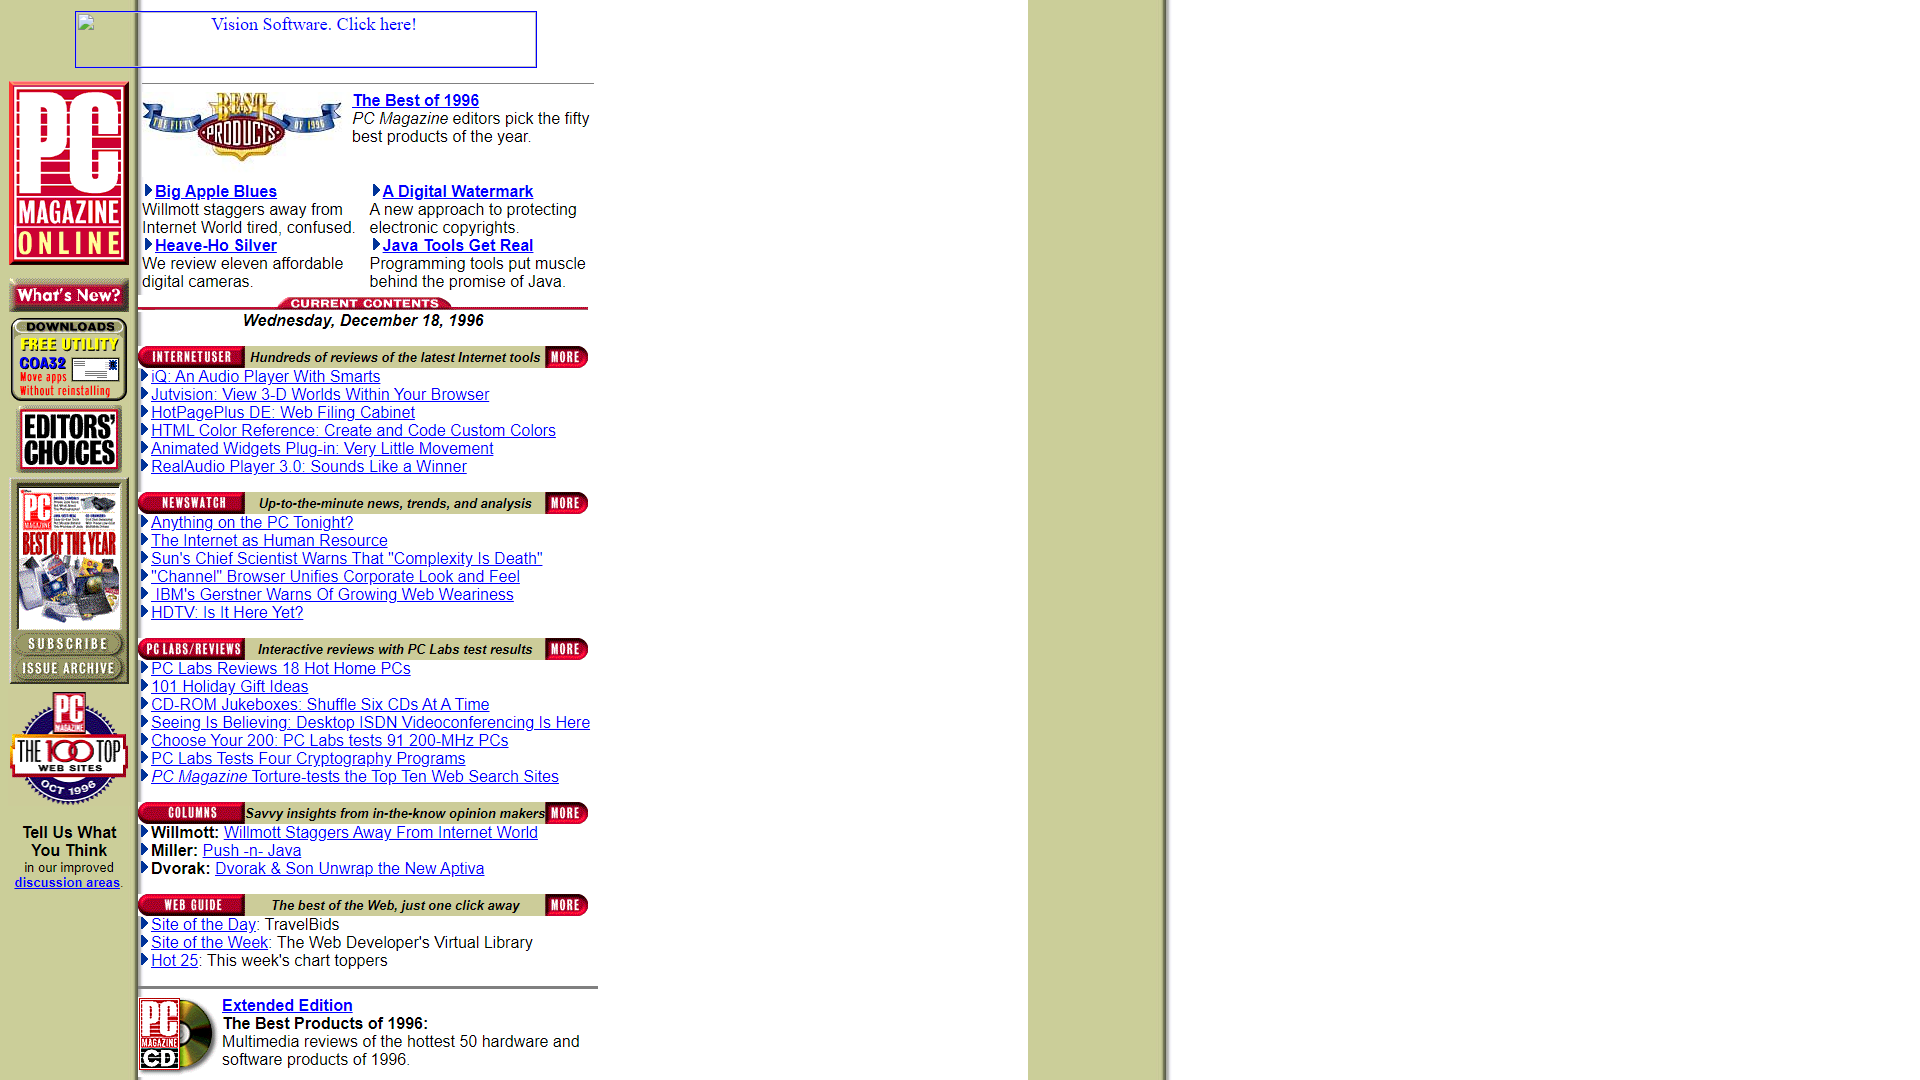 Vision Software. Click here!
PC
MAGAZINE
ONLINE
What's New?
DOWNLOADS
FREE UTILITY
COA32
Move apps
Without reinstalling
EDITORS'
CHOICES
PC
MAGAZINE
BEST OF THE YEAR
SUBSCRIBE
ISSUE ARCHIVE
PC
MAGAZINE
THE 100 TOP
WEB SITES
OCT 1996
Tell Us What
You Think
in our improved
discussion areas.
BEST
THE FIFTY PRODUCTS OF 1996
The Best of 1996
PC Magazine editors pick the fifty
best products of the year.
Big Apple Blues
Willmott staggers away from
Internet World tired, confused.
Heave-Ho Silver
We review eleven affordable
digital cameras.
A Digital Watermark
A new approach to protecting
electronic copyrights.
Java Tools Get Real
Programming tools put muscle
behind the promise of Java.
CURRENT CONTENTS
Wednesday, December 18, 1996
INTERNETUSER Hundreds of reviews of the latest Internet tools MORE
iQ: An Audio Player With Smarts
Jutvision: View 3-D Worlds Within Your Browser
HotPagePlus DE: Web Filing Cabinet
HTML Color Reference: Create and Code Custom Colors
Animated Widgets Plug-in: Very Little Movement
RealAudio Player 3.0: Sounds Like a Winner
NEWSWATCH Up-to-the-minute news, trends, and analysis MORE
Anything on the PC Tonight?
The Internet as Human Resource
Sun's Chief Scientist Warns That "Complexity Is Death"
"Channel" Browser Unifies Corporate Look and Feel
IBM's Gerstner Warns Of Growing Web Weariness
HDTV: Is It Here Yet?
PC LABS/REVIEWS Interactive reviews with PC Labs test results MORE
PC Labs Reviews 18 Hot Home PCs
101 Holiday Gift Ideas
CD-ROM Jukeboxes: Shuffle Six CDs At A Time
Seeing Is Believing: Desktop ISDN Videoconferencing Is Here
Choose Your 200: PC Labs tests 91 200-MHz PCs
PC Labs Tests Four Cryptography Programs
PC Magazine Torture-tests the Top Ten Web Search Sites
COLUMNS Savvy insights from in-the-know opinion makers MORE
Willmott: Willmott Staggers Away From Internet World
Miller: Push -n- Java
Dvorak: Dvorak & Son Unwrap the New Aptiva
WEB GUIDE The best of the Web, just one click away MORE
Site of the Day: TravelBids
Site of the Week: The Web Developer's Virtual Library
Hot 25: This week's chart toppers
PC
MAGAZINE
CD
Extended Edition
The Best Products of 1996:
Multimedia reviews of the hottest 50 hardware and
software products of 1996.